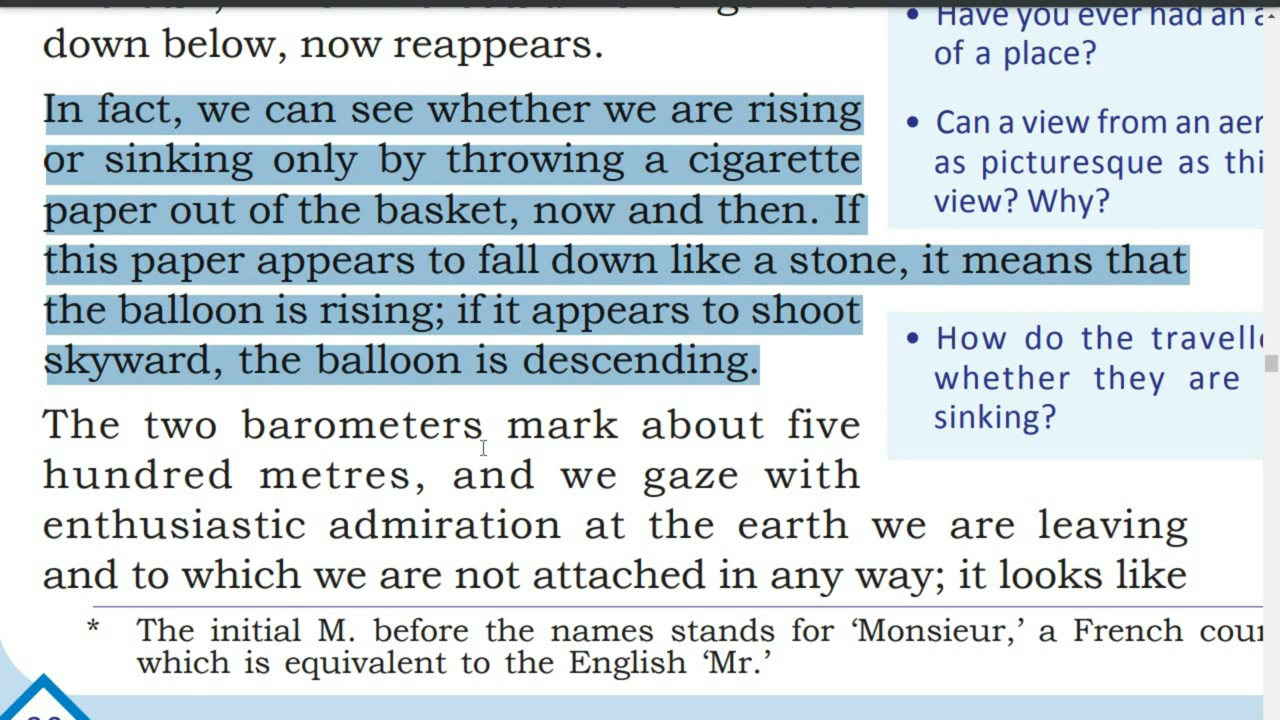 down below, now reappears.
In fact, we can see whether we are rising
or sinking only by throwing a cigarette
paper out of the basket, now and then. If
this paper appears to fall down like a stone, it means that
the balloon is rising; if it appears to shoot
skyward, the balloon is descending.
The two barometers mark about five
hundred metres, and we gaze with
enthusiastic admiration at the earth we are leaving
and to which we are not attached in any way; it looks like
* The initial M. before the names stands for ‘Monsieur,’ a French
which is equivalent to the English ‘Mr.’
• Have you ever had an
of a place?
• Can a view from an
as picturesque as
view? Why?
• How do the
whether they are
sinking?